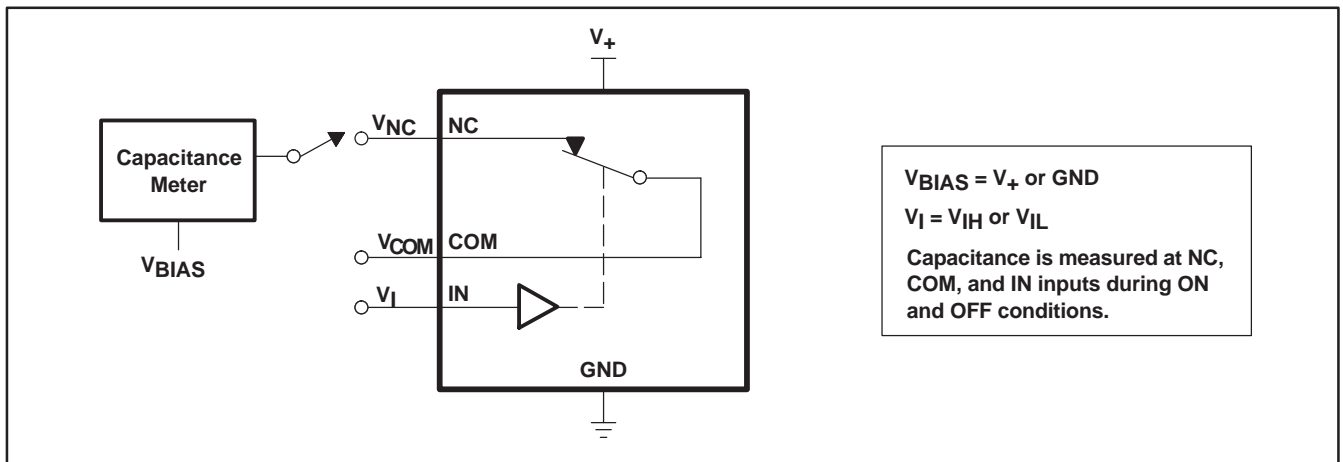 V+
VNC NC
Capacitance
Meter
VBIAS
VCOM COM
VI IN
GND
VBIAS = V+ or GND
VI = VIH or VIL
Capacitance is measured at NC,
COM, and IN inputs during ON
and OFF conditions.